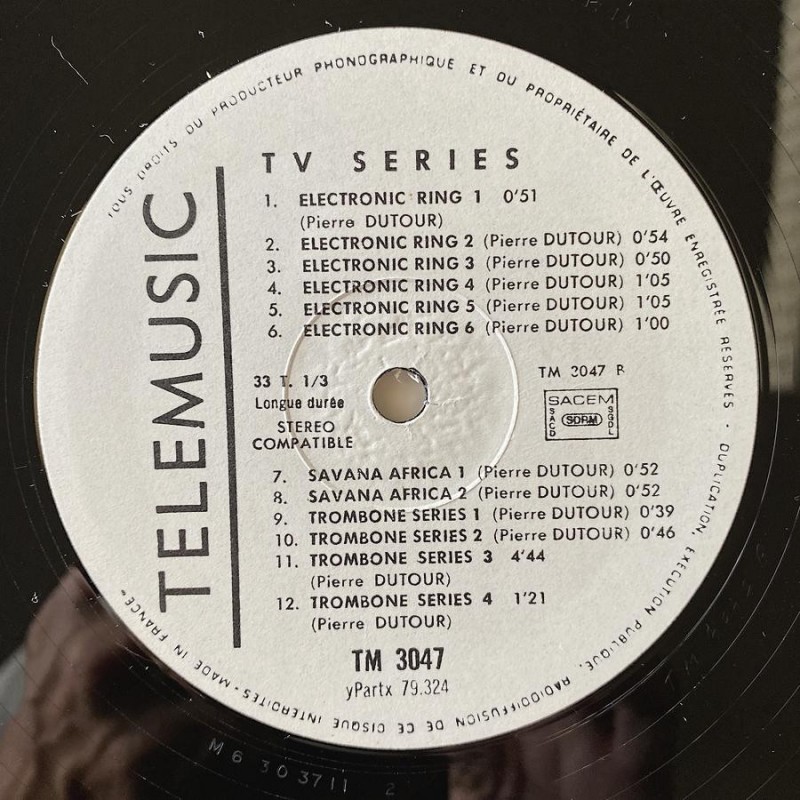 TOUS DROITS DU PRODUCTEUR PHONOGRAPHIQUE ET DU PROPRIÉTAIRE DE L'ŒUVRE ENREGISTRÉE RÉSERVÉS • DUPLICATION, EXÉCUTION PUBLIQUE, RADIODIFFUSION DE CE DISQUE INTERDITES • MADE IN FRANCE
TELEMUSIC
TV SERIES
1. ELECTRONIC RING 1 0'51
(Pierre DUTOUR)
2. ELECTRONIC RING 2 (Pierre DUTOUR) 0'54
3. ELECTRONIC RING 3 (Pierre DUTOUR) 0'50
4. ELECTRONIC RING 4 (Pierre DUTOUR) 1'05
5. ELECTRONIC RING 5 (Pierre DUTOUR) 1'05
6. ELECTRONIC RING 6 (Pierre DUTOUR) 1'00
33 T. 1/3
Longue durée
STEREO
COMPATIBLE
TM 3047 B
SACEM
SACD
SDRM
SGDL
7. SAVANA AFRICA 1 (Pierre DUTOUR) 0'52
8. SAVANA AFRICA 2 (Pierre DUTOUR) 0'52
9. TROMBONE SERIES 1 (Pierre DUTOUR) 0'39
10. TROMBONE SERIES 2 (Pierre DUTOUR) 0'46
11. TROMBONE SERIES 3 4'44
(Pierre DUTOUR)
12. TROMBONE SERIES 4 1'21
(Pierre DUTOUR)
TM 3047
yPartx 79.324
M6 303711 2